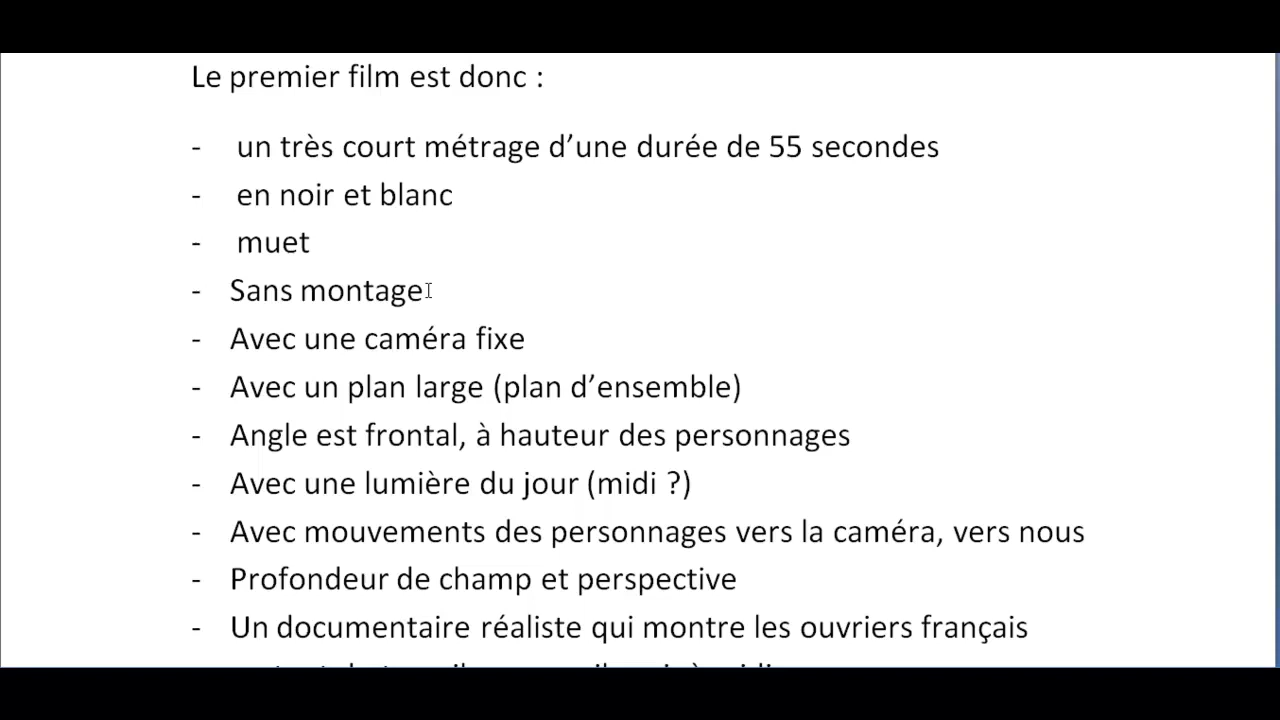 Le premier film est donc :
- un très court métrage d’une durée de 55 secondes
- en noir et blanc
- muet
- Sans montage
- Avec une caméra fixe
- Avec un plan large (plan d’ensemble)
- Angle est frontal, à hauteur des personnages
- Avec une lumière du jour (midi ?)
- Avec mouvements des personnages vers la caméra, vers nous
- Profondeur de champ et perspective
- Un documentaire réaliste qui montre les ouvriers français